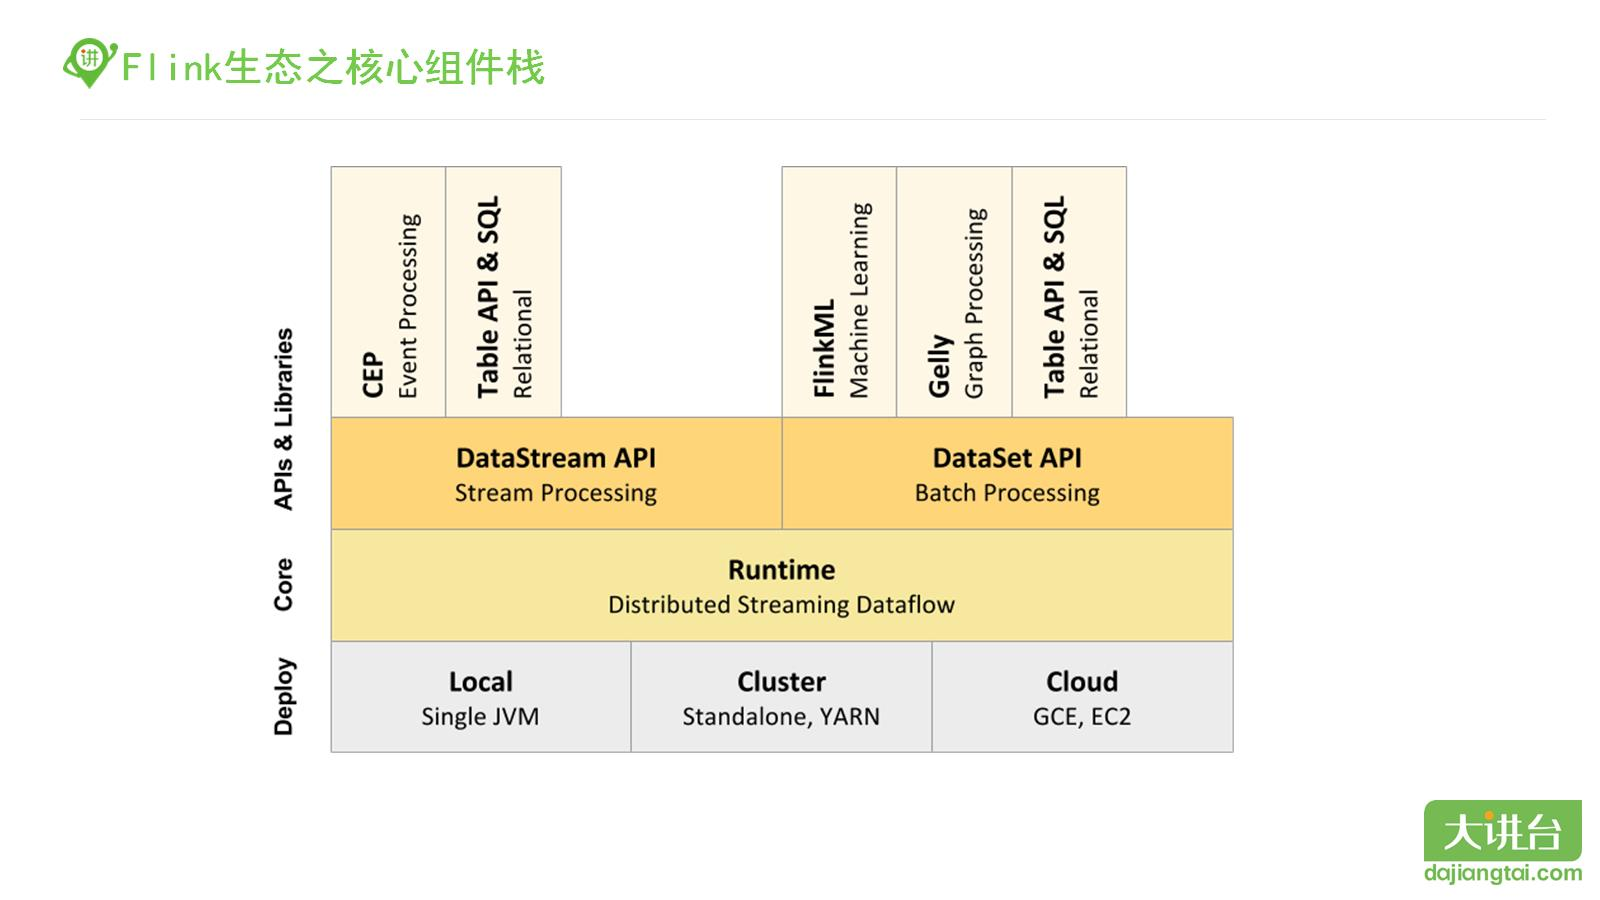 讲
Flink生态之核心组件栈
APIs & Libraries
CEP
Event Processing
Table API & SQL
Relational
FlinkML
Machine Learning
Gelly
Graph Processing
Table API & SQL
Relational
DataStream API
Stream Processing
DataSet API
Batch Processing
Core
Runtime
Distributed Streaming Dataflow
Deploy
Local
Single JVM
Cluster
Standalone, YARN
Cloud
GCE, EC2
大讲台
dajiangtai.com